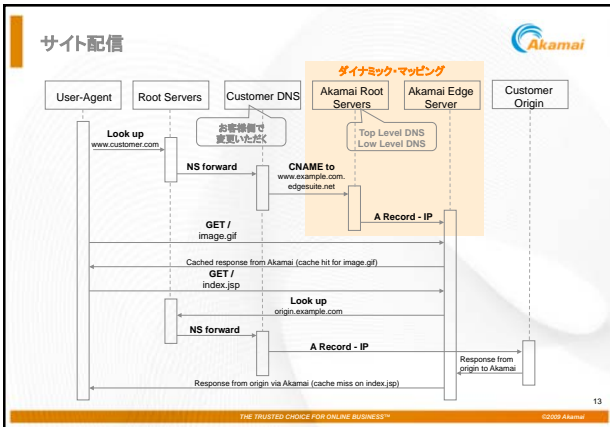 サイト配信
Akamai
ダイナミック・マッピング
User-Agent
Root Servers
Customer DNS
Akamai Root
Servers
Akamai Edge
Server
Customer
Origin
お客様側で
変更いただく
Top Level DNS
Low Level DNS
Look up
www.customer.com
NS forward
CNAME to
www.example.com.
edgesuite.net
A Record - IP
GET /
image.gif
Cached response from Akamai (cache hit for image.gif)
GET /
index.jsp
Look up
origin.example.com
NS forward
A Record - IP
Response from
origin to Akamai
Response from origin via Akamai (cache miss on index.jsp)
13
THE TRUSTED CHOICE FOR ONLINE BUSINESS™
©2009 Akamai